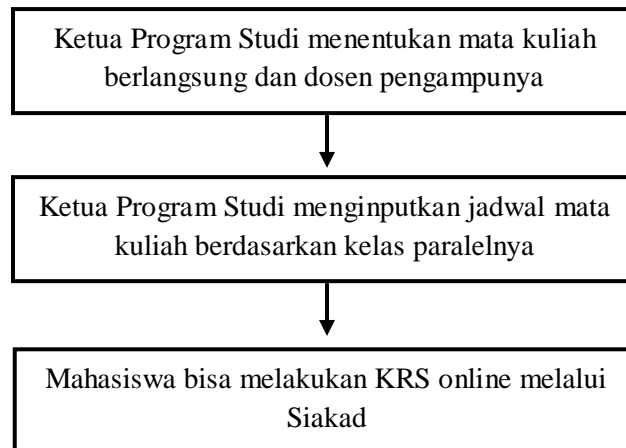 Ketua Program Studi menentukan mata kuliah
berlangsung dan dosen pengampunya
Ketua Program Studi menginputkan jadwal mata
kuliah berdasarkan kelas paralelnya
Mahasiswa bisa melakukan KRS online melalui
Siakad